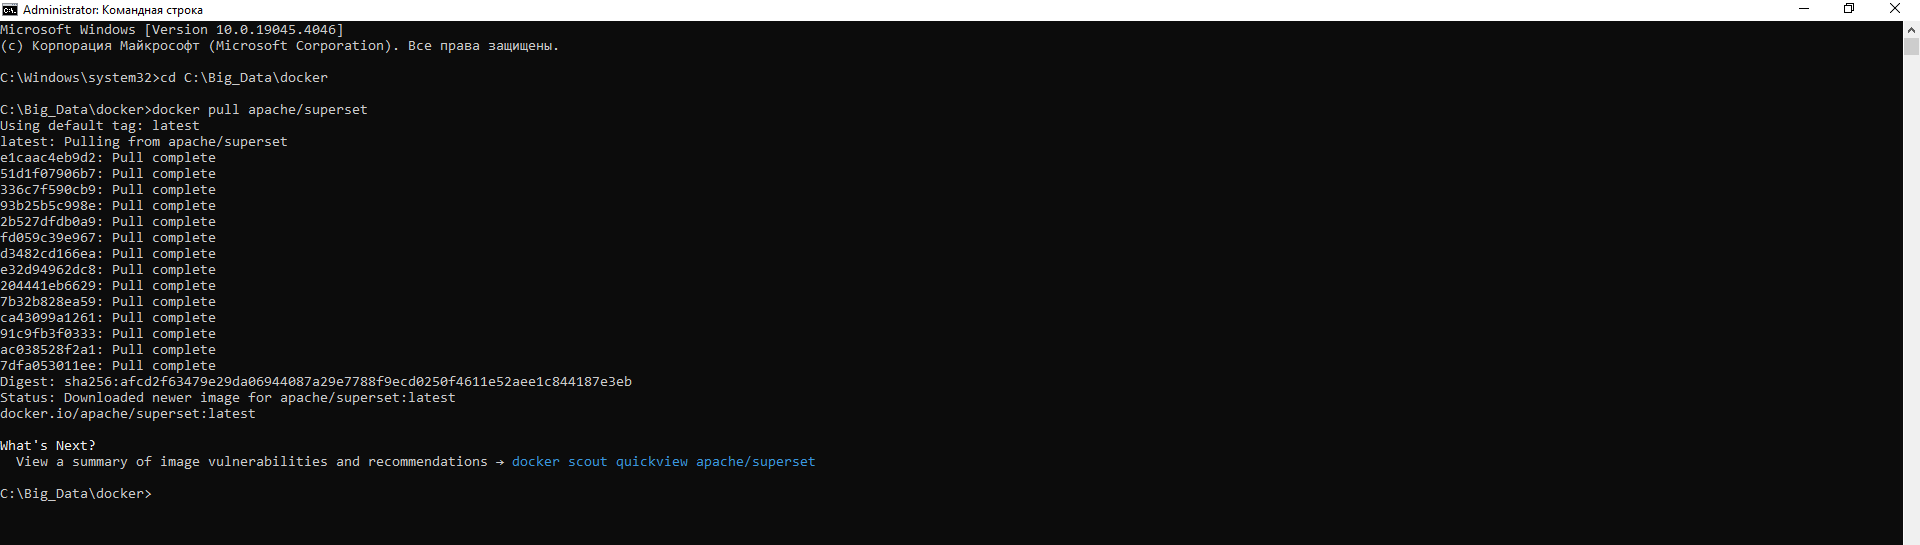 Administrator: Командная строка
Microsoft Windows [Version 10.0.19045.4046]
(c) Корпорация Майкрософт (Microsoft Corporation). Все права защищены.
C:\Windows\system32>cd C:\Big_Data\docker
C:\Big_Data\docker>docker pull apache/superset
Using default tag: latest
latest: Pulling from apache/superset
e1caac4eb9d2: Pull complete
51d1f07906b7: Pull complete
336c7f590cb9: Pull complete
93b25b5c998e: Pull complete
2b527dfdb0a9: Pull complete
fd059c39e967: Pull complete
d3482cd166ea: Pull complete
e32d94962dc8: Pull complete
204441eb6629: Pull complete
7b32b828ea59: Pull complete
ca43099a1261: Pull complete
91c9fb3f0333: Pull complete
ac038528f2a1: Pull complete
7dfa053011ee: Pull complete
Digest: sha256:afcd2f63479e29da06944087a29e7788f9ecd0250f4611e52aee1c844187e3eb
Status: Downloaded newer image for apache/superset:latest
docker.io/apache/superset:latest
What's Next?
View a summary of image vulnerabilities and recommendations → docker scout quickview apache/superset
C:\Big_Data\docker>